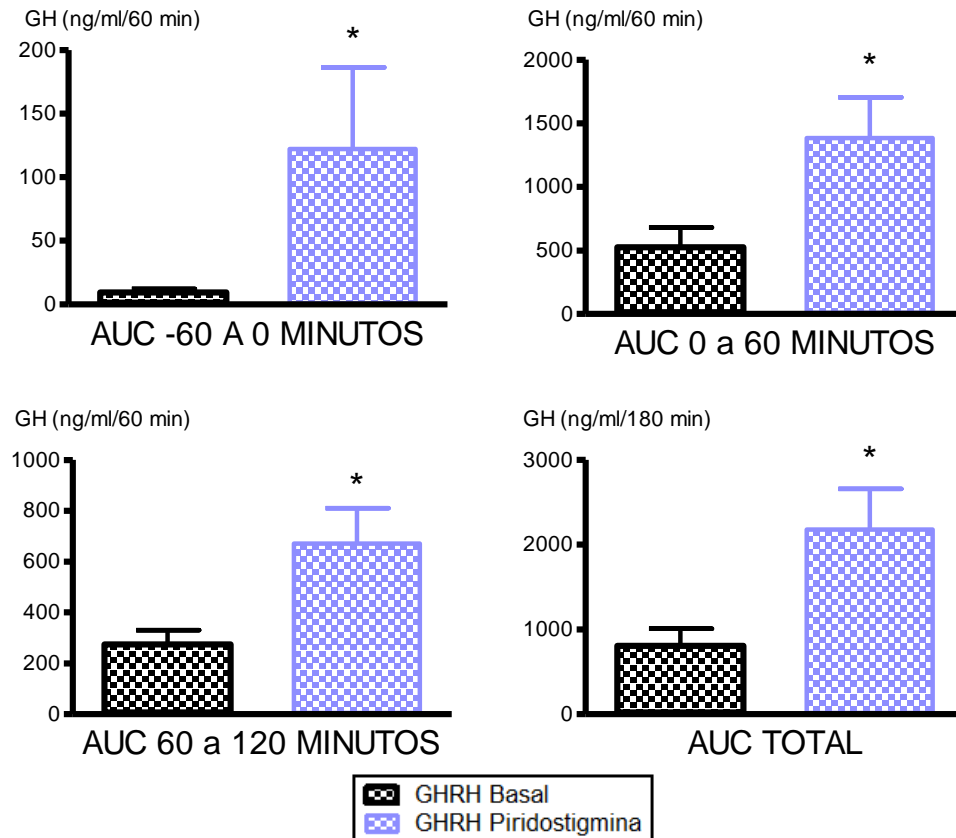 GH (ng/ml/60 min)
*
200
150
100
50
0
AUC -60 A 0 MINUTOS
GH (ng/ml/60 min)
*
2000
1500
1000
500
0
AUC 0 a 60 MINUTOS
GH (ng/ml/60 min)
*
1000
800
600
400
200
0
AUC 60 a 120 MINUTOS
GH (ng/ml/180 min)
*
3000
2000
1000
0
AUC TOTAL
GHRH Basal
GHRH Piridostigmina